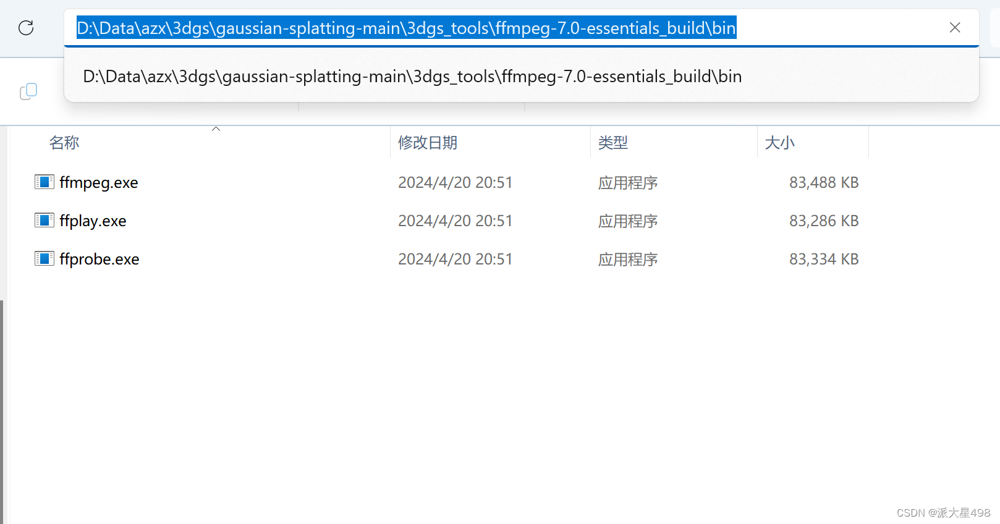 D:\Data\azx\3dgs\gaussian-splatting-main\3dgs_tools\ffmpeg-7.0-essentials_build\bin
D:\Data\azx\3dgs\gaussian-splatting-main\3dgs_tools\ffmpeg-7.0-essentials_build\bin
名称 修改日期 类型 大小
ffmpeg.exe 2024/4/20 20:51 应用程序 83,488 KB
ffplay.exe 2024/4/20 20:51 应用程序 83,286 KB
ffprobe.exe 2024/4/20 20:51 应用程序 83,334 KB
CSDN @派大星498